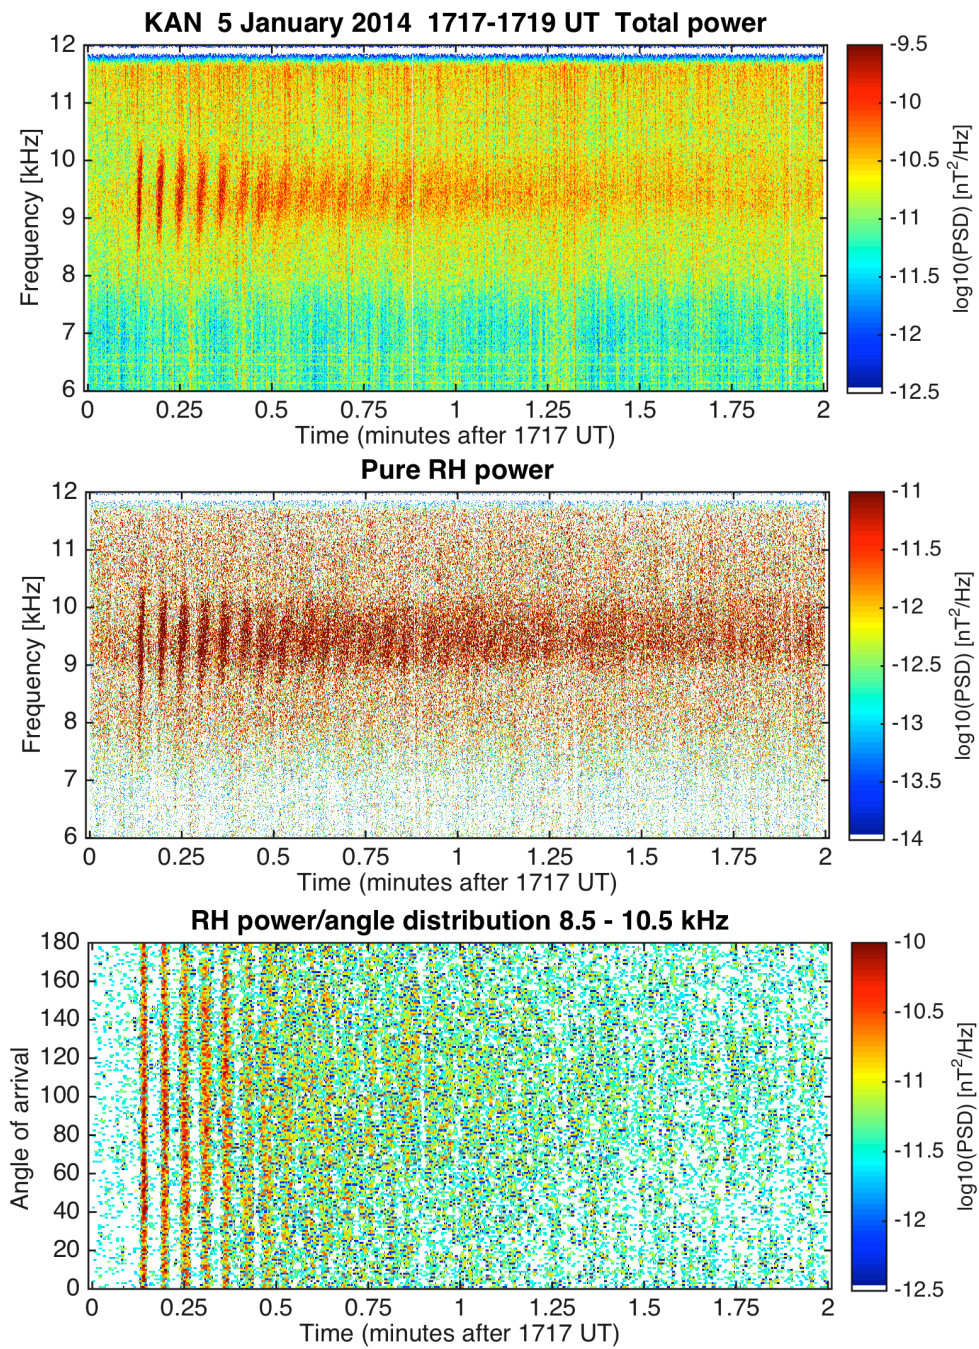 KAN 5 January 2014 1717-1719 UT Total power
12
11
10
9
8
7
6
Frequency [kHz]
0 0.25 0.5 0.75 1 1.25 1.5 1.75 2
Time (minutes after 1717 UT)
-9.5
-10
-10.5
-11
-11.5
-12
-12.5
log10(PSD) [nT²/Hz]
Pure RH power
12
11
10
9
8
7
6
Frequency [kHz]
0 0.25 0.5 0.75 1 1.25 1.5 1.75 2
Time (minutes after 1717 UT)
-11
-11.5
-12
-12.5
-13
-13.5
-14
log10(PSD) [nT²/Hz]
RH power/angle distribution 8.5 - 10.5 kHz
180
160
140
120
100
80
60
40
20
0
Angle of arrival
0 0.25 0.5 0.75 1 1.25 1.5 1.75 2
Time (minutes after 1717 UT)
-10
-10.5
-11
-11.5
-12
-12.5
log10(PSD) [nT²/Hz]